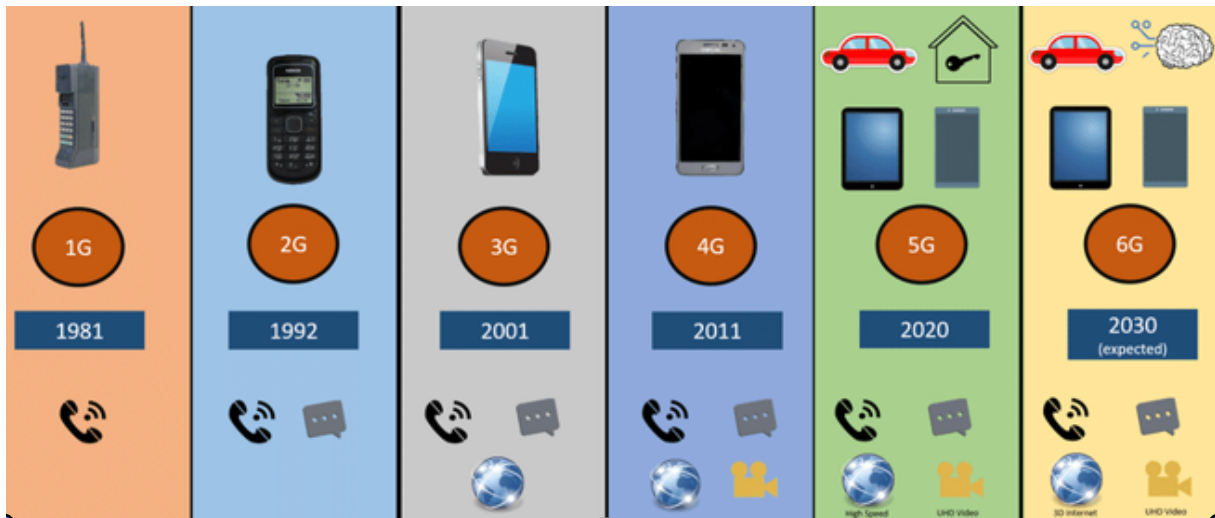 1G
2G
3G
4G
5G
6G
1981
1992
2001
2011
2020
2030
(expected)
High Speed
UHD Video
3D Internet
UHD Video